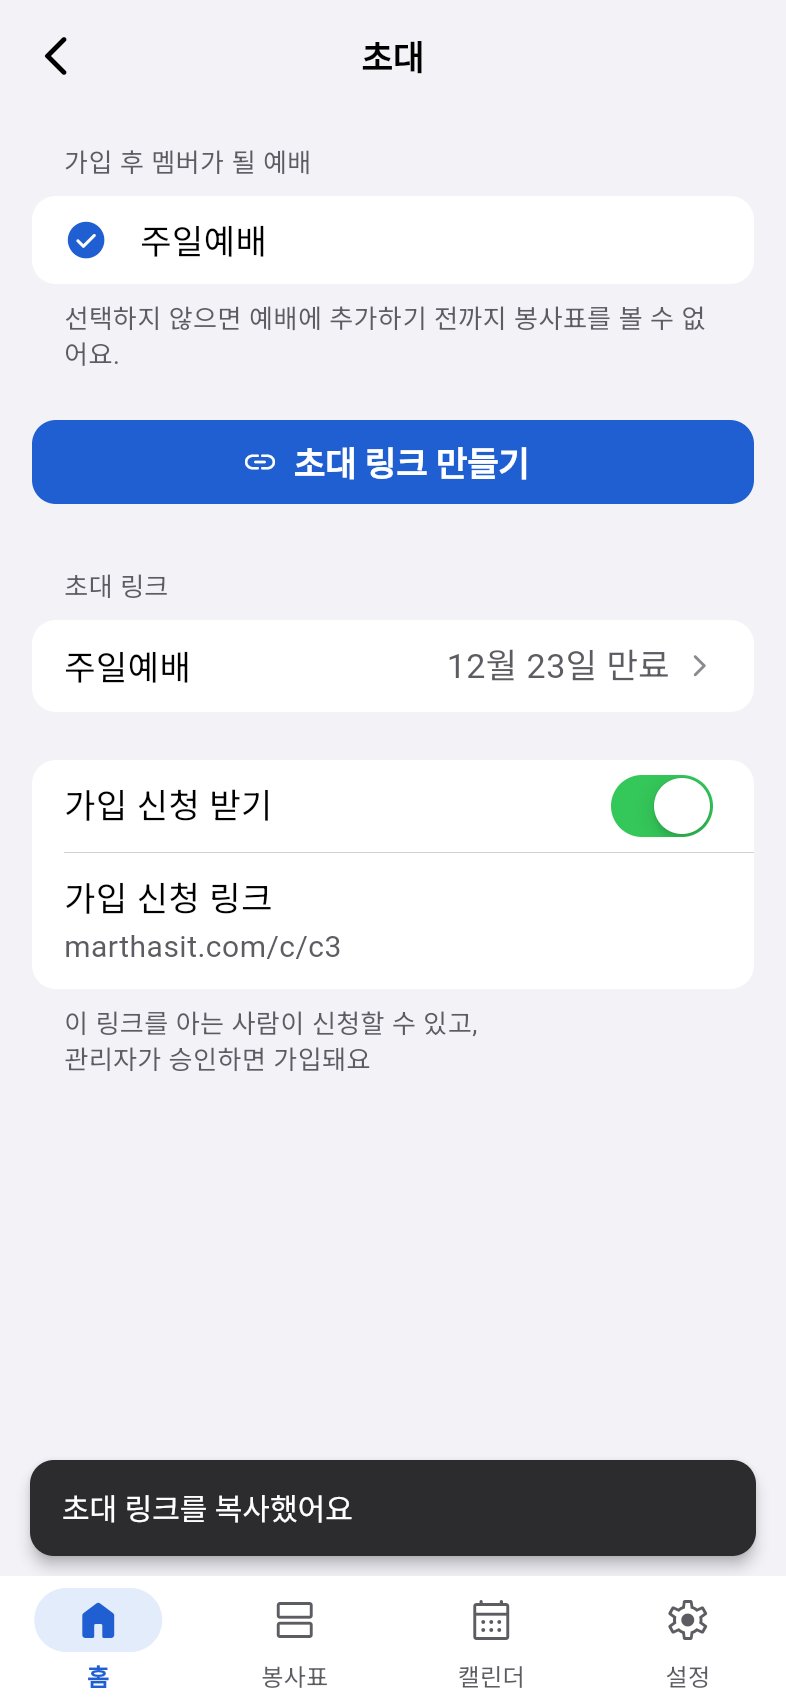 초대
가입 후 멤버가 될 예배
주일예배
선택하지 않으면 예배에 추가하기 전까지 봉사표를 볼 수 없
어요.
초대 링크 만들기
초대 링크
주일예배 12월 23일 만료
가입 신청 받기
가입 신청 링크
marthasit.com/c/c3
이 링크를 아는 사람이 신청할 수 있고,
관리자가 승인하면 가입돼요
초대 링크를 복사했어요
홈 봉사표 캘린더 설정